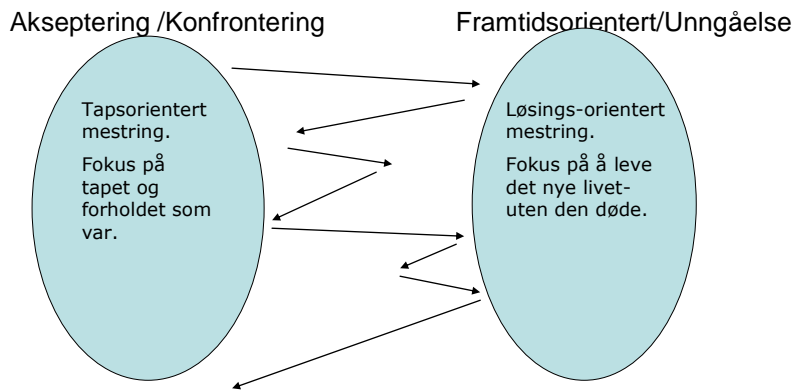 Akseptering /Konfrontering
Framtidsorientert/Unngåelse
Tapsorientert
mestring.
Fokus på
tapet og
forholdet som
var.
Løsings-orientert
mestring.
Fokus på å leve
det nye livet-
uten den døde.